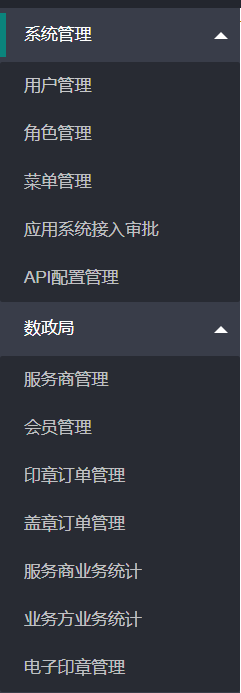 系统管理
用户管理
角色管理
菜单管理
应用系统接入审批
API配置管理
数政局
服务商管理
会员管理
印章订单管理
盖章订单管理
服务商业务统计
业务方业务统计
电子印章管理